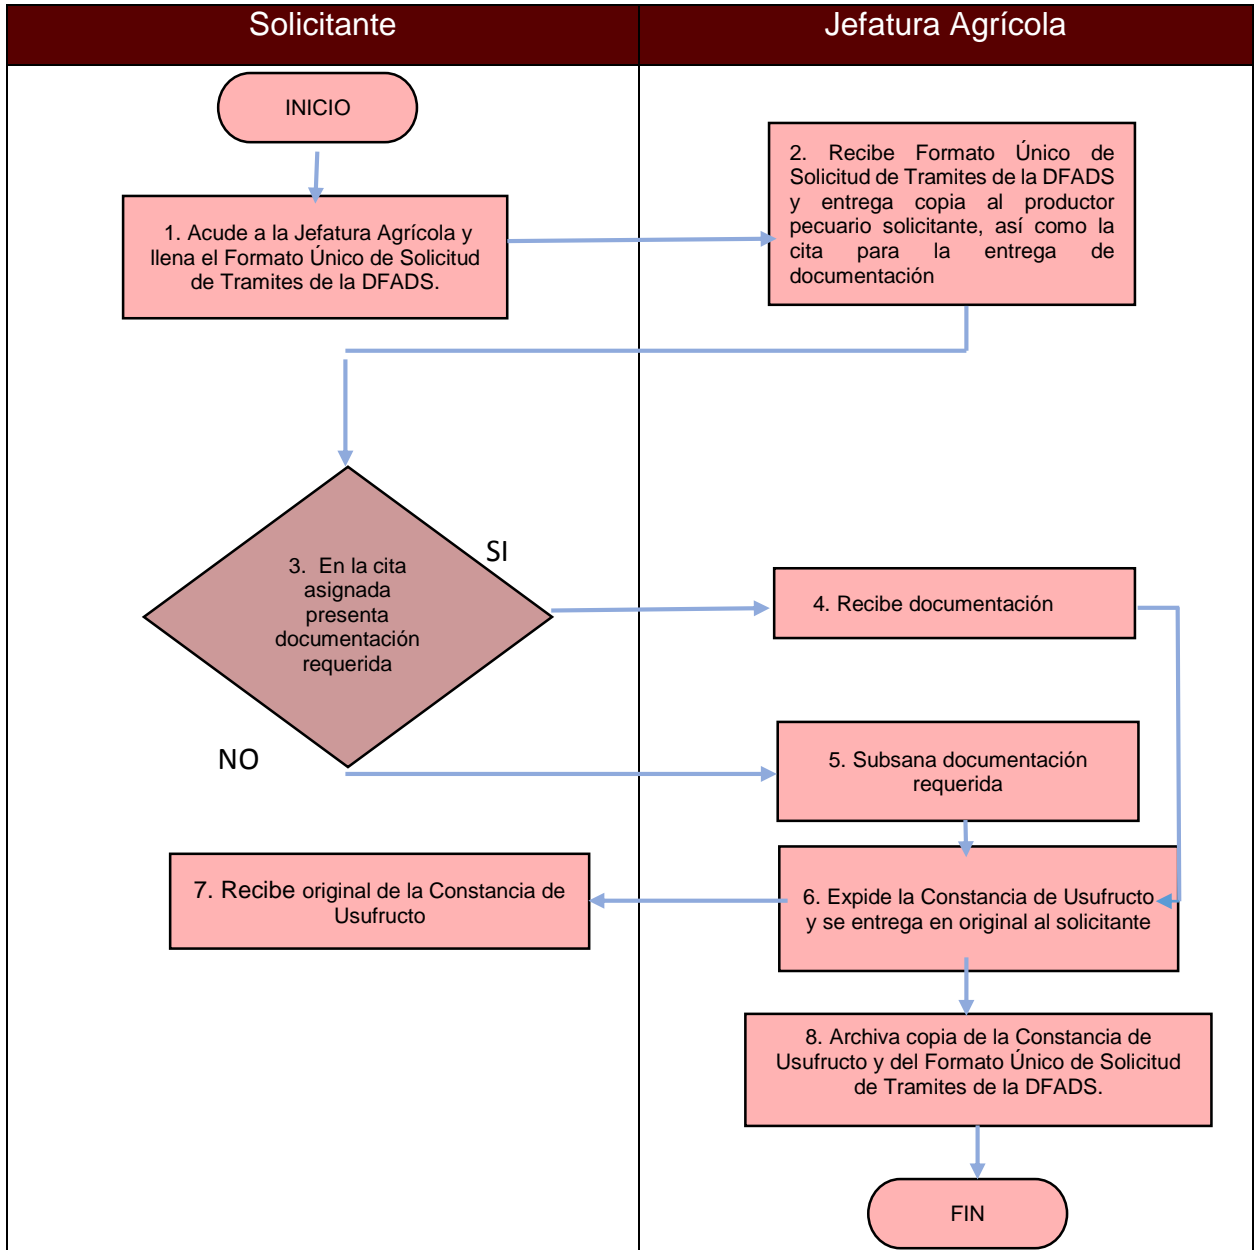 Solicitante
Jefatura Agrícola
INICIO
1. Acude a la Jefatura Agrícola y
llena el Formato Único de Solicitud
de Tramites de la DFADS.
2. Recibe Formato Único de
Solicitud de Tramites de la DFADS
y entrega copia al productor
pecuario solicitante, así como la
cita para la entrega de
documentación
3. En la cita
asignada
presenta
documentación
requerida
SI
4. Recibe documentación
NO
5. Subsana documentación
requerida
6. Expide la Constancia de Usufructo
y se entrega en original al solicitante
7. Recibe original de la Constancia de
Usufructo
8. Archiva copia de la Constancia de
Usufructo y del Formato Único de Solicitud
de Tramites de la DFADS.
FIN